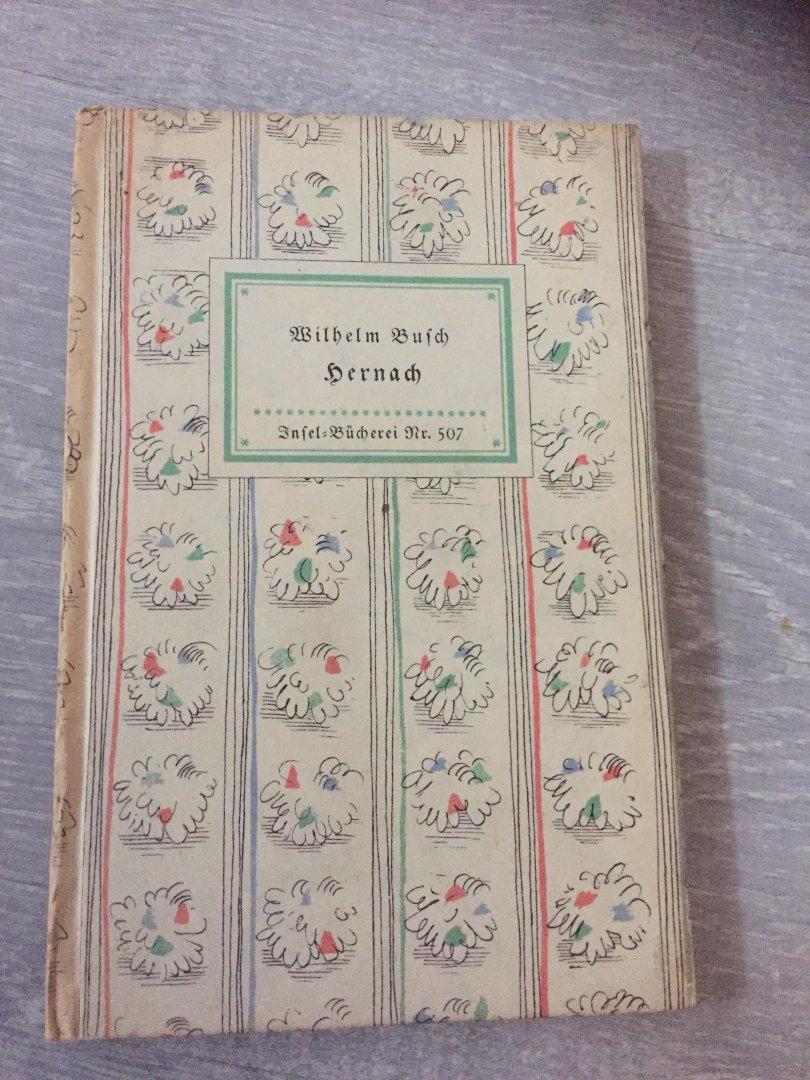 Wilhelm Busch
Hernach
Insel-Bücherei Nr. 507